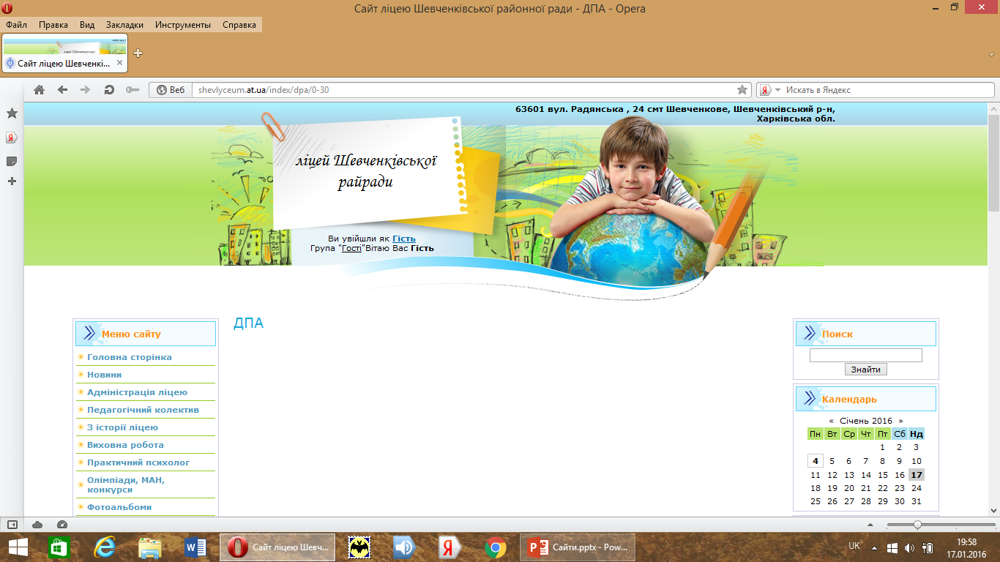 Сайт ліцею Шевченківської районної ради - ДПА - Opera
Файл Правка Вид Закладки Инструменты Справка
Сайт ліцею Шевченкі...
Веб shevlyceum.at.ua/index/dpa/0-30 Искать в Яндекс
63601 вул. Радянська , 24 смт Шевченкове, Шевченківський р-н,
Харківська обл.
ліцей Шевченківської
райради
Ви увійшли як Гість
Група "Гості"Вітаю Вас Гість
Меню сайту
Головна сторінка
Новини
Адміністрація ліцею
Педагогічний колектив
З історії ліцею
Виховна робота
Практичний психолог
Олімпіади, МАН,
конкурси
Фотоальбоми
ДПА
Поиск
Знайти
Календарь
« Січень 2016 »
Пн Вт Ср Чт Пт Сб Нд
1 2 3
4 5 6 7 8 9 10
11 12 13 14 15 16 17
18 19 20 21 22 23 24
25 26 27 28 29 30 31
Сайт ліцею Шевч... Сайти.pptx - Pow... UK 19:58
17.01.2016